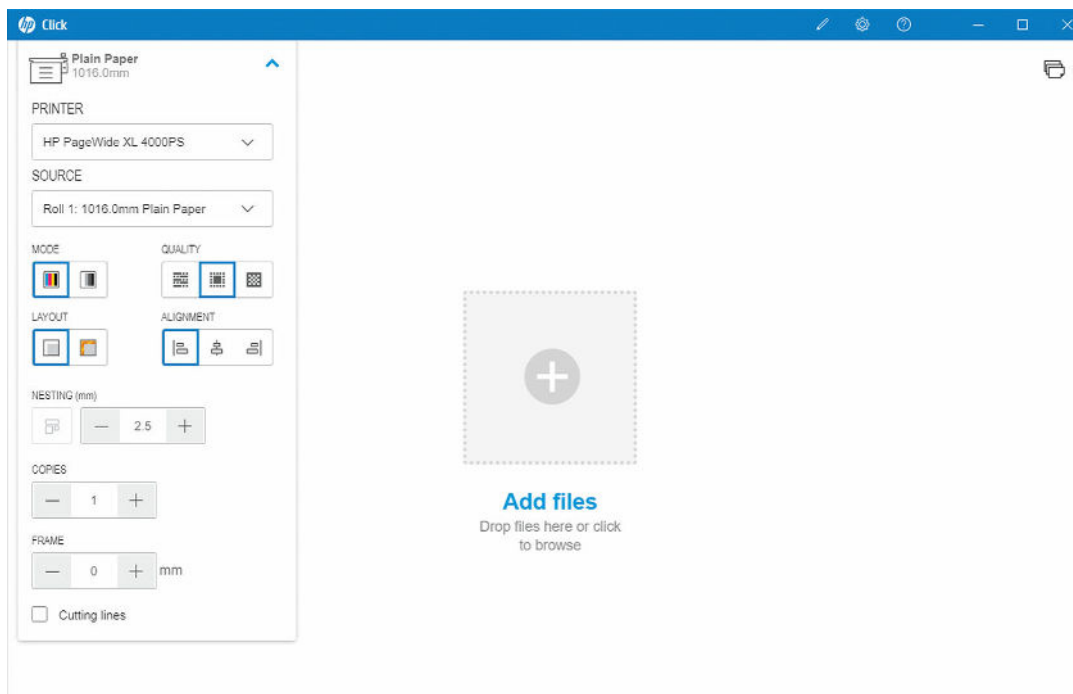 hp Click
Plain Paper
1016.0mm
PRINTER
HP PageWide XL 4000PS
SOURCE
Roll 1: 1016.0mm Plain Paper
MODE QUALITY
LAYOUT ALIGNMENT
NESTING (mm)
2.5
COPIES
1
FRAME
0 mm
Cutting lines
Add files
Drop files here or click
to browse